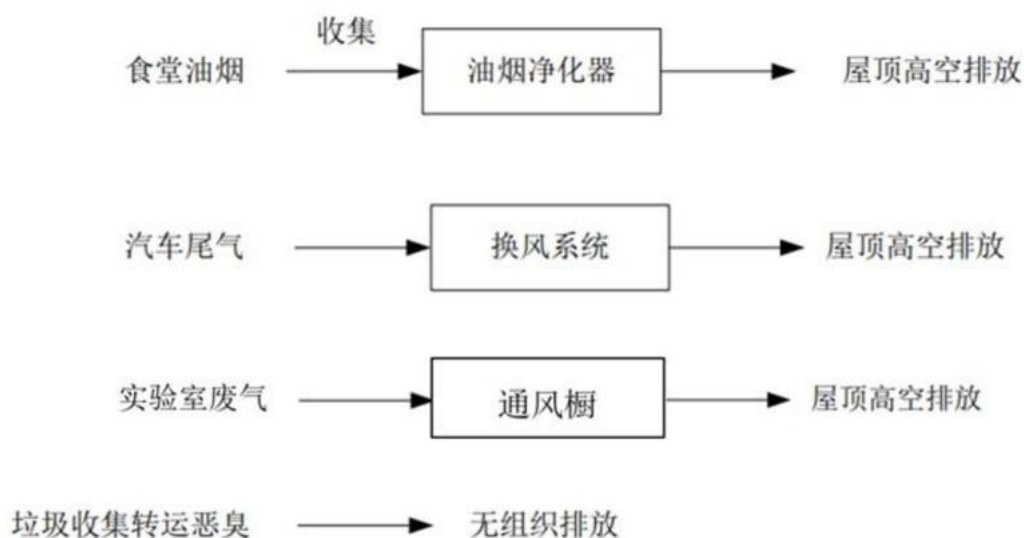 收集
食堂油烟 油烟净化器 屋顶高空排放
汽车尾气 换风系统 屋顶高空排放
实验室废气 通风橱 屋顶高空排放
垃圾收集转运恶臭 无组织排放